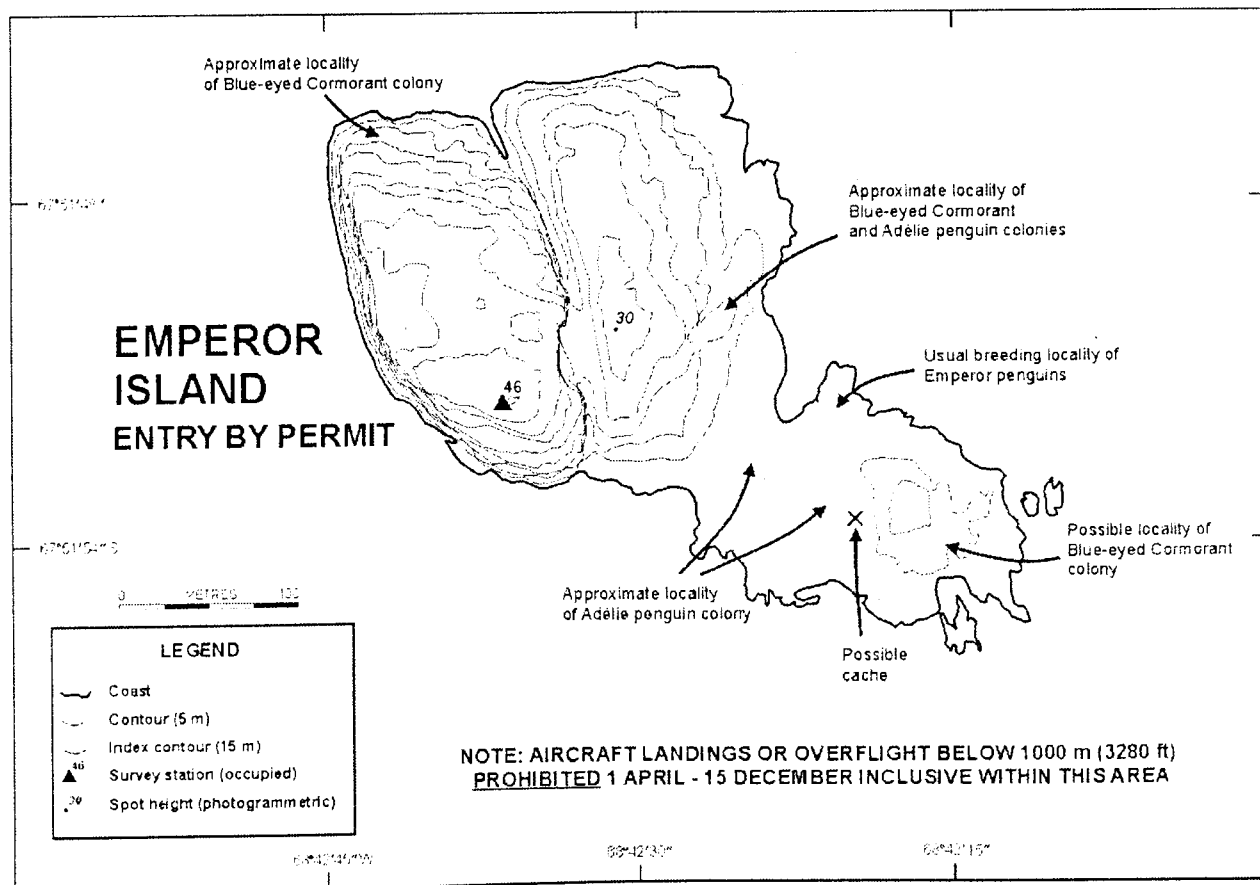 Approximate locality
of Blue-eyed Cormorant colony
Approximate locality of
Blue-eyed Cormorant
and Adélie penguin colonies
30
EMPEROR
ISLAND
ENTRY BY PERMIT
46
Usual breeding locality of
Emperor penguins
Possible locality of
Blue-eyed Cormorant
colony
0 METRES 100
Approximate locality
of Adélie penguin colony
Possible
cache
LEGEND
Coast
Contour (5 m)
Index contour (15 m)
46 Survey station (occupied)
30 Spot height (photogrammetric)
NOTE: AIRCRAFT LANDINGS OR OVERFLIGHT BELOW 1000 m (3280 ft)
PROHIBITED 1 APRIL - 15 DECEMBER INCLUSIVE WITHIN THIS AREA